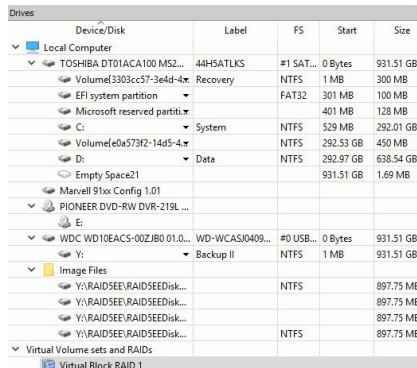 Drives
Device/Disk Label FS Start Size
Local Computer
TOSHIBA DT01ACA100 MS2... 44H5ATLKS #1 SAT... 0 Bytes 931.51 GB
Volume{3303cc57-3e4d-4... Recovery NTFS 1 MB 300 MB
EFI system partition FAT32 301 MB 100 MB
Microsoft reserved partiti... 401 MB 128 MB
C: System NTFS 529 MB 292.01 GB
Volume{e0a573f2-14d5-4... NTFS 292.53 GB 450 MB
D: Data NTFS 292.97 GB 638.54 GB
Empty Space21 931.51 GB 1.69 MB
Marvell 91xx Config 1.01
PIONEER DVD-RW DVR-219L ...
E:
WDC WD10EACS-00ZJB0 01.0... WD-WCASJ0409... #0 USB... 0 Bytes 931.51 GB
Y: Backup II NTFS 1 MB 931.51 GB
Image Files
Y:\RAID5EE\RAID5EEDisk... NTFS 897.75 MB
Y:\RAID5EE\RAID5EEDisk... 897.75 MB
Y:\RAID5EE\RAID5EEDisk... 897.75 MB
Y:\RAID5EE\RAID5EEDisk... NTFS 897.75 MB
Virtual Volume sets and RAIDs
Virtual Block RAID 1